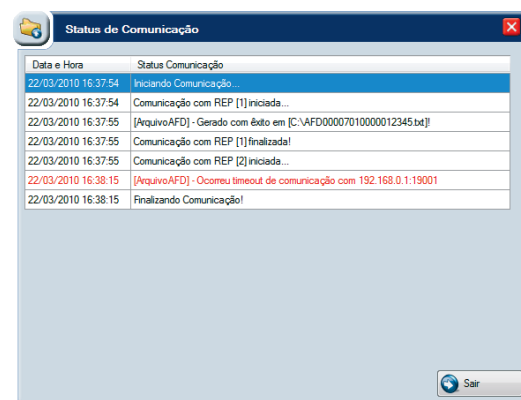 Status de Comunicação
Data e Hora Status Comunicação
22/03/2010 16:37:54 Iniciando Comunicação...
22/03/2010 16:37:54 Comunicação com REP [1] iniciada...
22/03/2010 16:37:55 [ArquivoAFD] - Gerado com êxito em [C:\AFD00007010000012345.txt]!
22/03/2010 16:37:55 Comunicação com REP [1] finalizada!
22/03/2010 16:37:55 Comunicação com REP [2] iniciada...
22/03/2010 16:38:15 [ArquivoAFD] - Ocorreu timeout de comunicação com 192.168.0.1:19001
22/03/2010 16:38:15 Finalizando Comunicação!
Sair